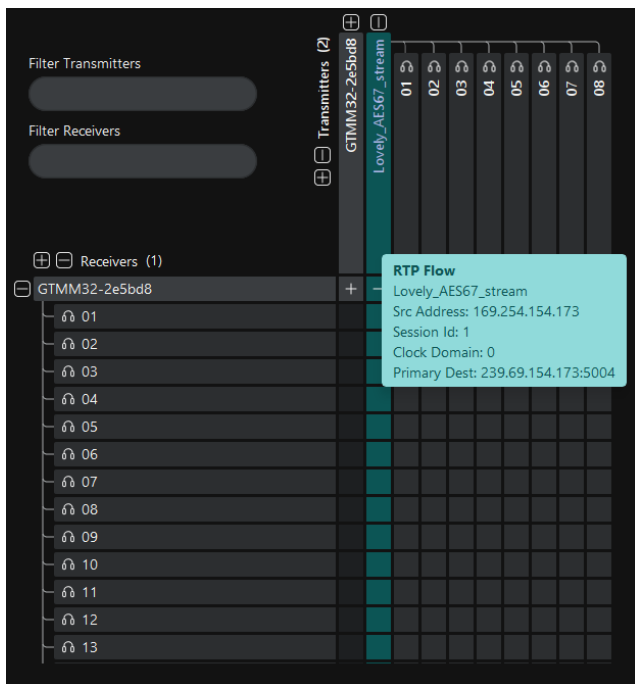 Filter Transmitters
Filter Receivers
Transmitters (2)
GTMM32-2e5bd8
Lovely_AES67_stream
01
02
03
04
05
06
07
08
Receivers (1)
GTMM32-2e5bd8
RTP Flow
Lovely_AES67_stream
Src Address: 169.254.154.173
Session Id: 1
Clock Domain: 0
Primary Dest: 239.69.154.173:5004
01
02
03
04
05
06
07
08
09
10
11
12
13